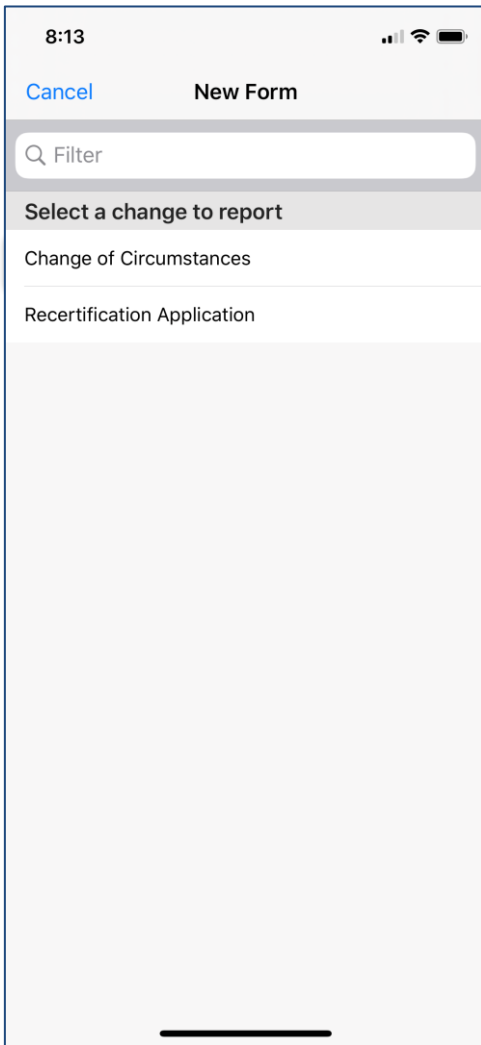 8:13
Cancel New Form
Filter
Select a change to report
Change of Circumstances
Recertification Application